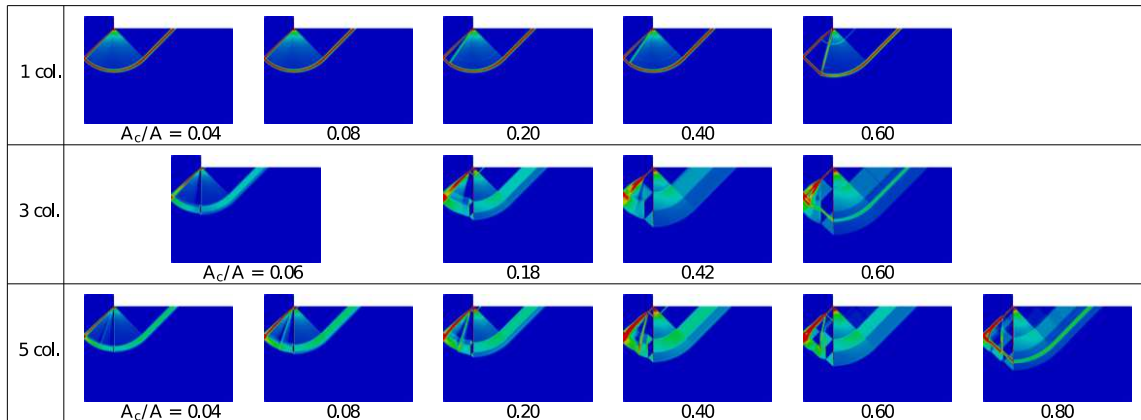 1 col.
A_c/A = 0.04 0.08 0.20 0.40 0.60
3 col.
A_c/A = 0.06 0.18 0.42 0.60
5 col.
A_c/A = 0.04 0.08 0.20 0.40 0.60 0.80